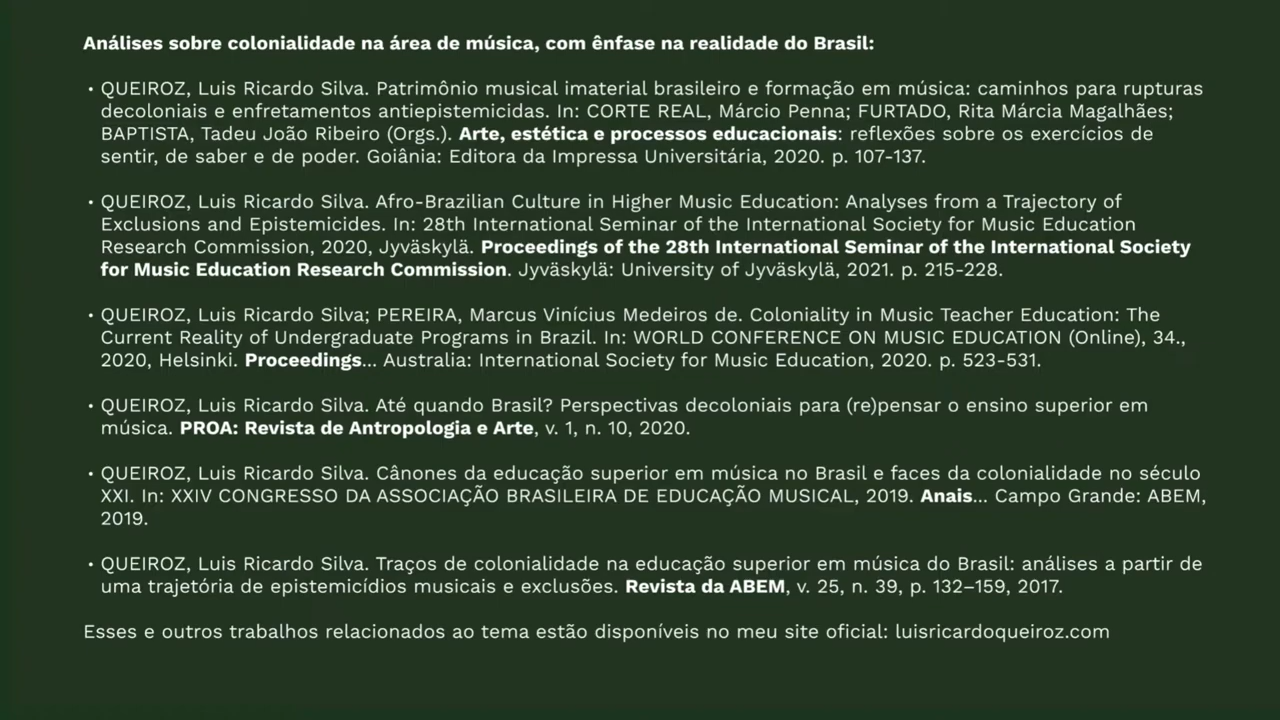 Análises sobre colonialidade na área de música, com ênfase na realidade do Brasil:
• QUEIROZ, Luis Ricardo Silva. Patrimônio musical imaterial brasileiro e formação em música: caminhos para rupturas
decoloniais e enfretamentos antiepistemicidas. In: CORTE REAL, Márcio Penna; FURTADO, Rita Márcia Magalhães;
BAPTISTA, Tadeu João Ribeiro (Orgs.). Arte, estética e processos educacionais: reflexões sobre os exercícios de
sentir, de saber e de poder. Goiânia: Editora da Impressa Universitária, 2020. p. 107-137.
• QUEIROZ, Luis Ricardo Silva. Afro-Brazilian Culture in Higher Music Education: Analyses from a Trajectory of
Exclusions and Epistemicides. In: 28th International Seminar of the International Society for Music Education
Research Commission, 2020, Jyväskylä. Proceedings of the 28th International Seminar of the International Society
for Music Education Research Commission. Jyväskylä: University of Jyväskylä, 2021. p. 215-228.
• QUEIROZ, Luis Ricardo Silva; PEREIRA, Marcus Vinícius Medeiros de. Coloniality in Music Teacher Education: The
Current Reality of Undergraduate Programs in Brazil. In: WORLD CONFERENCE ON MUSIC EDUCATION (Online), 34.,
2020, Helsinki. Proceedings... Australia: International Society for Music Education, 2020. p. 523-531.
• QUEIROZ, Luis Ricardo Silva. Até quando Brasil? Perspectivas decoloniais para (re)pensar o ensino superior em
música. PROA: Revista de Antropologia e Arte, v. 1, n. 10, 2020.
• QUEIROZ, Luis Ricardo Silva. Cânones da educação superior em música no Brasil e faces da colonialidade no século
XXI. In: XXIV CONGRESSO DA ASSOCIAÇÃO BRASILEIRA DE EDUCAÇÃO MUSICAL, 2019. Anais... Campo Grande: ABEM,
2019.
• QUEIROZ, Luis Ricardo Silva. Traços de colonialidade na educação superior em música do Brasil: análises a partir de
uma trajetória de epistemicídios musicais e exclusões. Revista da ABEM, v. 25, n. 39, p. 132–159, 2017.
Esses e outros trabalhos relacionados ao tema estão disponíveis no meu site oficial: luisricardoqueiroz.com